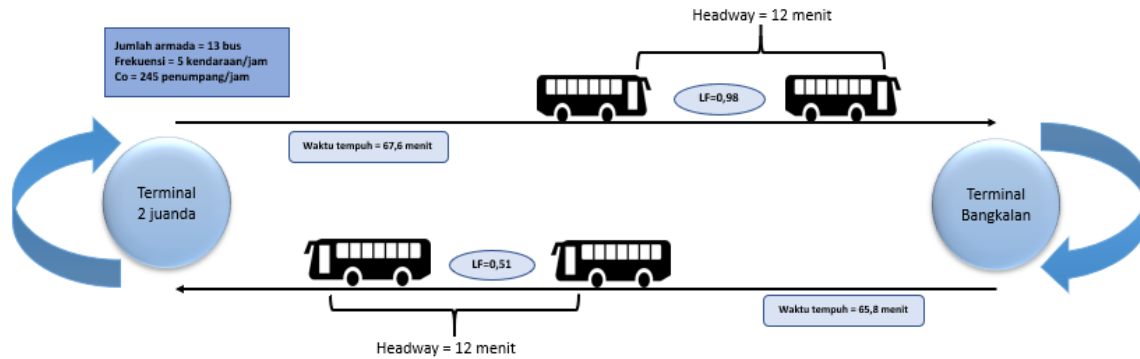 Headway = 12 menit
Jumlah armada = 13 bus
Frekuensi = 5 kendaraan/jam
Co = 245 penumpang/jam
LF=0,98
Waktu tempuh = 67,6 menit
Terminal
2 juanda
Terminal
Bangkalan
LF=0,51
Waktu tempuh = 65,8 menit
Headway = 12 menit